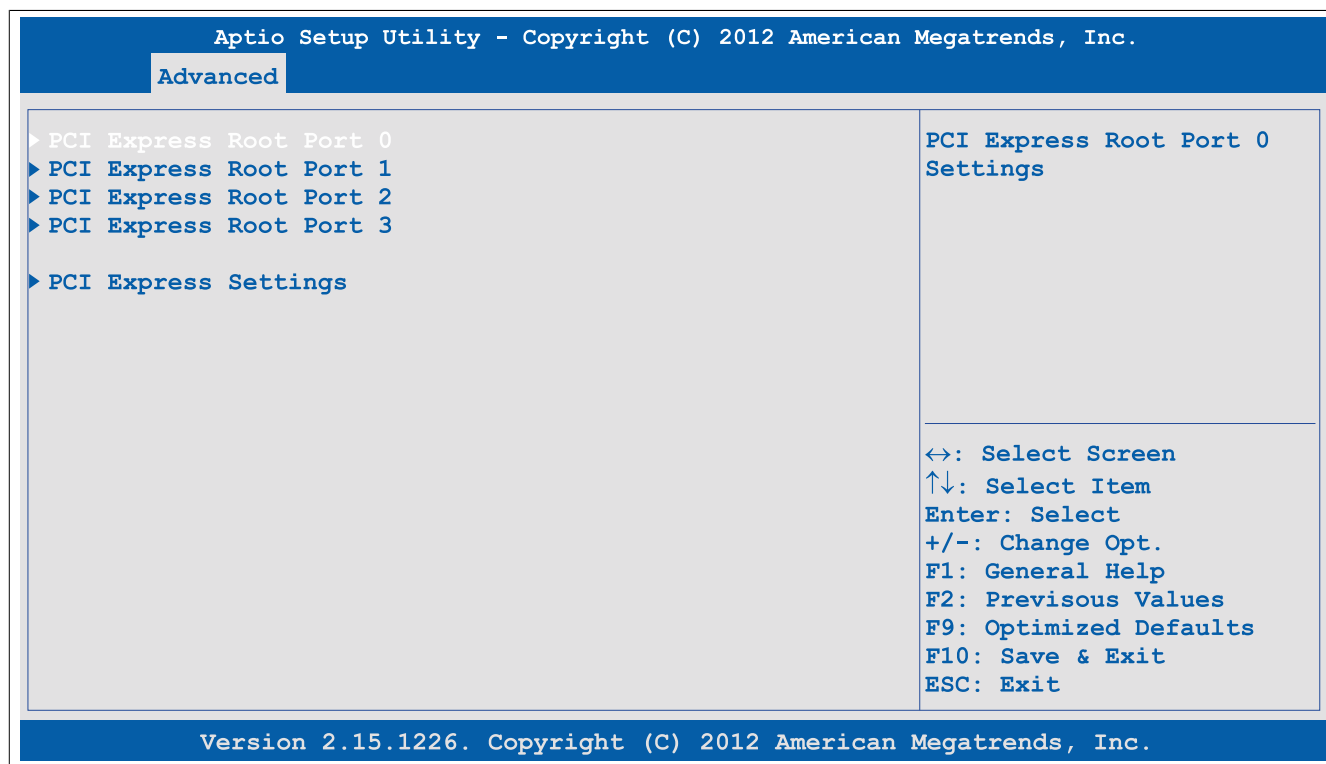 Aptio Setup Utility - Copyright (C) 2012 American Megatrends, Inc.
Advanced
▶ PCI Express Root Port 0
▶ PCI Express Root Port 1
▶ PCI Express Root Port 2
▶ PCI Express Root Port 3
▶ PCI Express Settings
PCI Express Root Port 0
Settings
↔: Select Screen
↑↓: Select Item
Enter: Select
+/-: Change Opt.
F1: General Help
F2: Previsous Values
F9: Optimized Defaults
F10: Save & Exit
ESC: Exit
Version 2.15.1226. Copyright (C) 2012 American Megatrends, Inc.